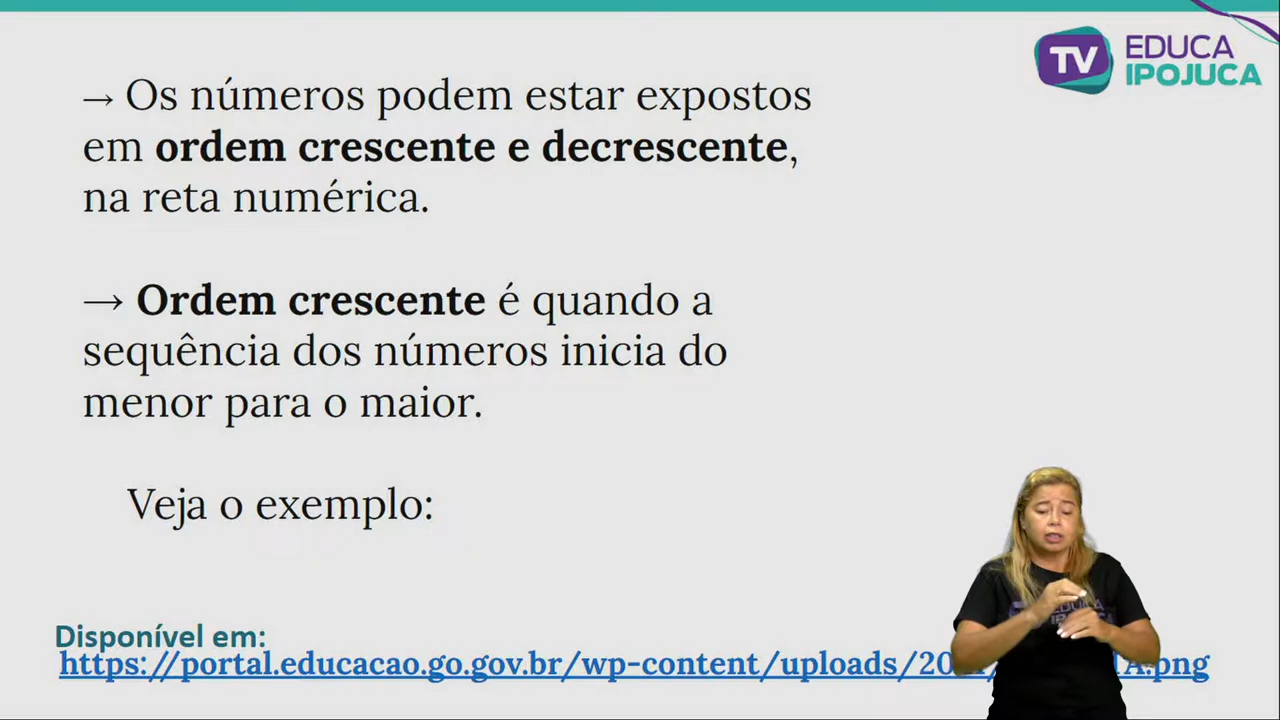 TV EDUCA
IPOJUCA
→ Os números podem estar expostos
em ordem crescente e decrescente,
na reta numérica.
→ Ordem crescente é quando a
sequência dos números inicia do
menor para o maior.
Veja o exemplo:
EDUCA
Disponível em:
https://portal.educacao.go.gov.br/wp-content/uploads/20
.png